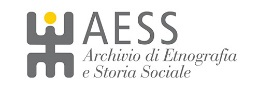 AESS
Archivio di Etnografia
e Storia Sociale